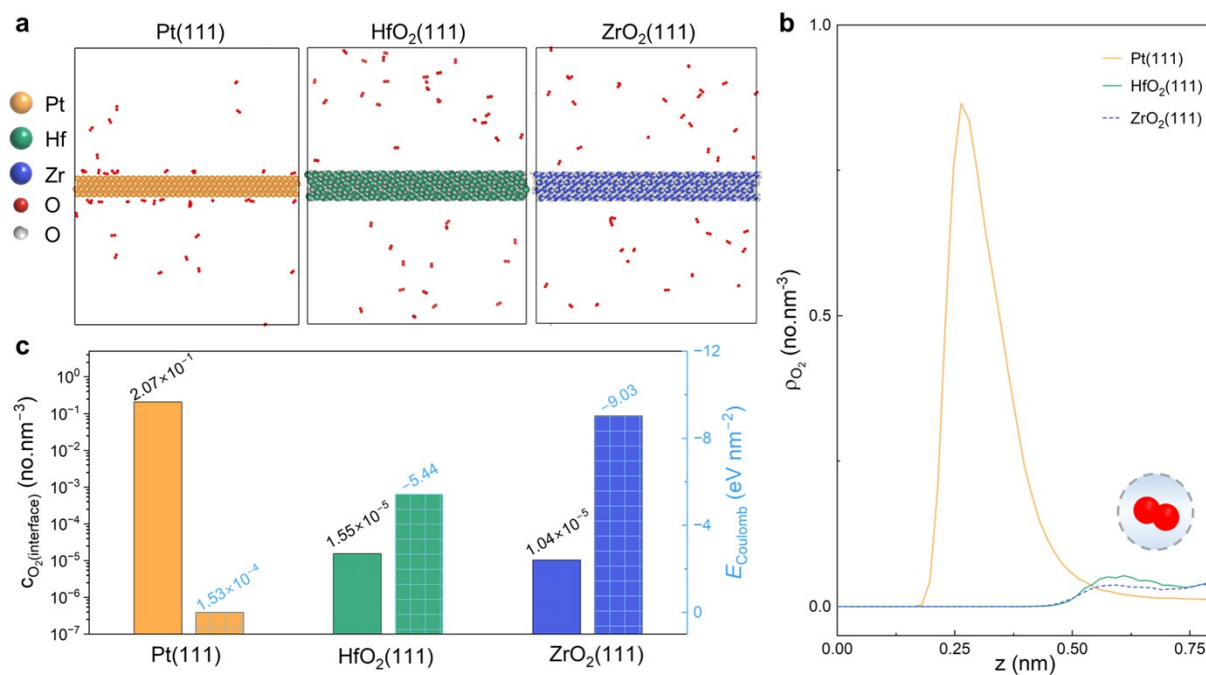 a
Pt(111)
HfO₂(111)
ZrO₂(111)
Pt
Hf
Zr
O
O
b
ρO₂ (no.nm⁻³)
1.0
0.5
0.0
Pt(111)
HfO₂(111)
ZrO₂(111)
0.00
0.25
0.50
0.75
z (nm)
c
cO₂(interface) (no.nm⁻³)
10⁰
10⁻¹
10⁻²
10⁻³
10⁻⁴
10⁻⁵
10⁻⁶
10⁻⁷
2.07×10⁻¹
1.53×10⁻⁴
1.55×10⁻⁵
−5.44
1.04×10⁻⁵
−9.03
−12
−8
−4
0
ECoulomb (eV nm⁻²)
Pt(111)
HfO₂(111)
ZrO₂(111)